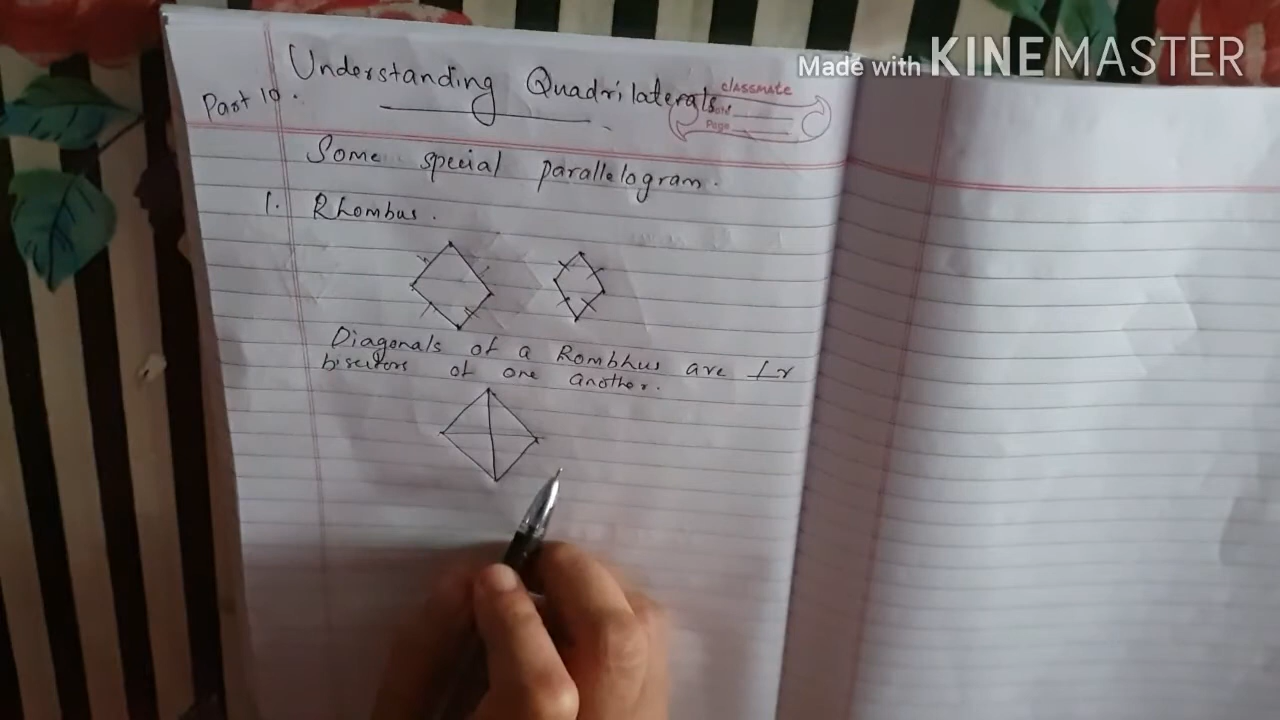 Made with KINEMASTER
Understanding Quadrilaterals
Part 10.
classmate
Date
Page
Some special parallelogram.
1. Rhombus.
Diagonals of a Rombhus are ⊥r
bisectors of one another.